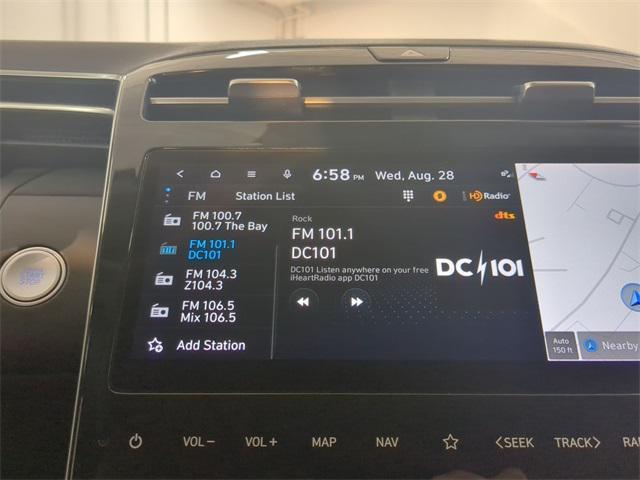 6:58 PM Wed, Aug. 28
FM Station List
HD Radio
dts
FM 100.7
100.7 The Bay
FM 101.1
DC101
FM 104.3
Z104.3
FM 106.5
Mix 106.5
Add Station
Rock
FM 101.1
DC101
DC101 Listen anywhere on your free
iHeartRadio app DC101
DC101
Auto
150 ft
Nearby
START
STOP
VOL− VOL+ MAP NAV <SEEK TRACK> RA